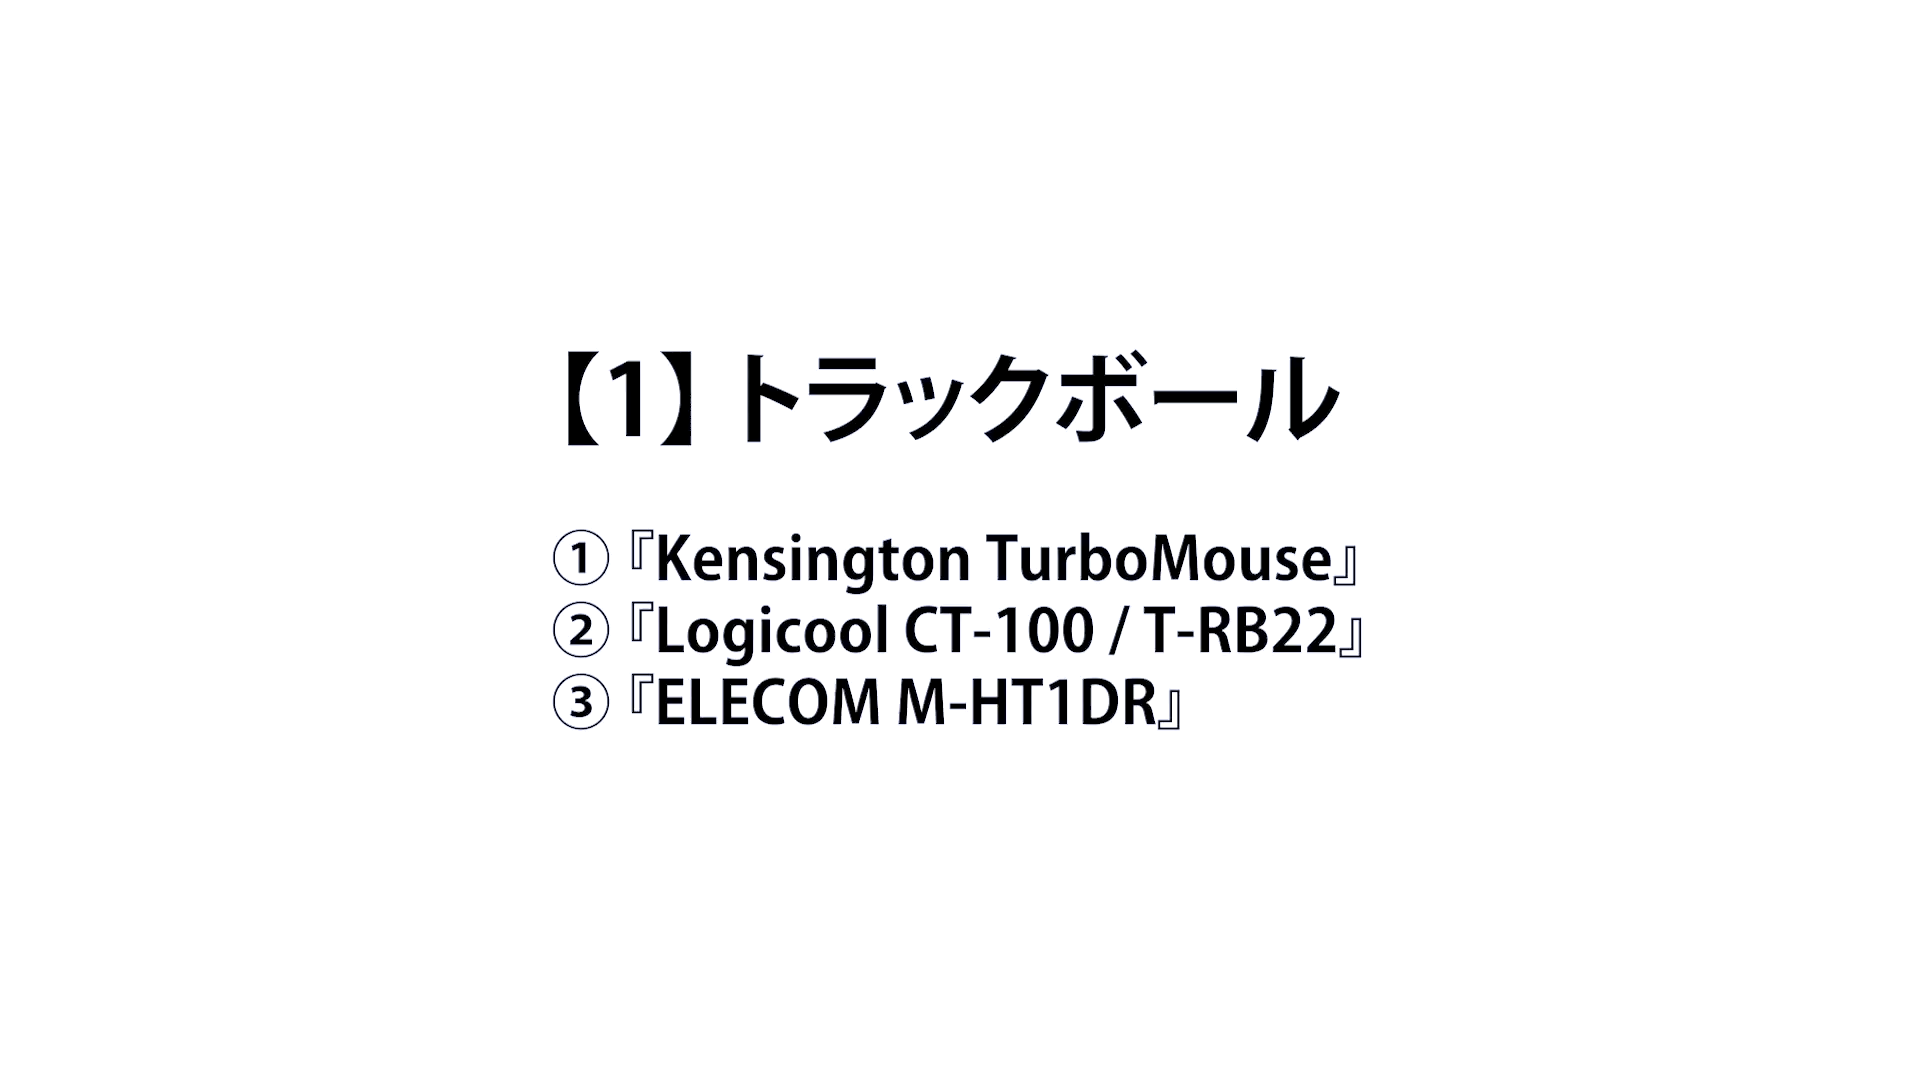 【1】トラックボール
①『Kensington TurboMouse』
②『Logicool CT-100 / T-RB22』
③『ELECOM M-HT1DR』